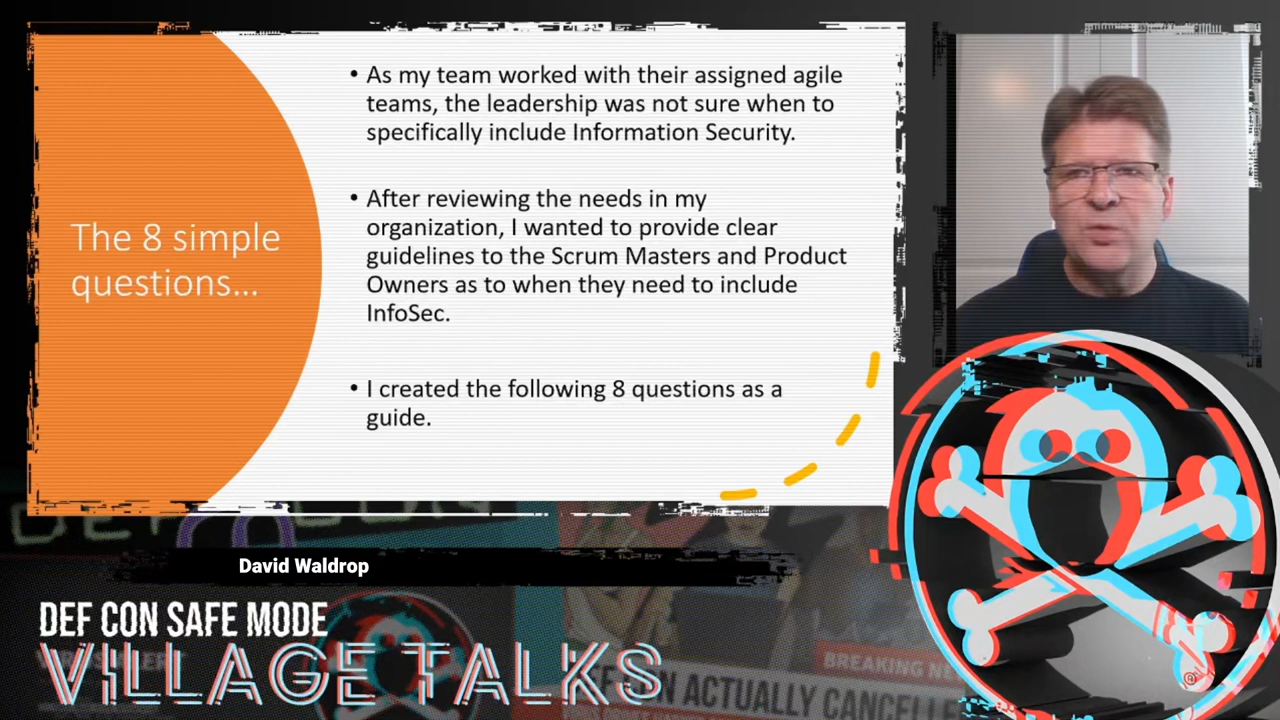 The 8 simple
questions...
• As my team worked with their assigned agile
teams, the leadership was not sure when to
specifically include Information Security.
• After reviewing the needs in my
organization, I wanted to provide clear
guidelines to the Scrum Masters and Product
Owners as to when they need to include
InfoSec.
• I created the following 8 questions as a
guide.
David Waldrop
DEF CON SAFE MODE
VILLAGE TALKS
BREAKING NE
N ACTUALLY CANCELLE